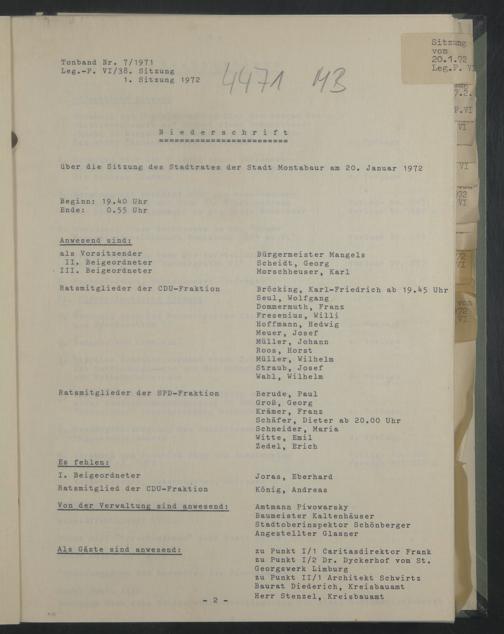 Sitzung
vom
20.1.72
Leg.P. VI
Tonband Nr. 7/1971
Leg.-P. VI/38. Sitzung
1. Sitzung 1972
4471 MB
Niederschrift
über die Sitzung des Stadtrates der Stadt Montabaur am 20. Januar 1972
Beginn: 19.40 Uhr
Ende: 0.55 Uhr
Anwesend sind:
als Vorsitzender Bürgermeister Mangels
II. Beigeordneter Scheidt, Georg
III. Beigeordneter Morschheuser, Karl
Ratsmitglieder der CDU-Fraktion Bröcking, Karl-Friedrich ab 19.45 Uhr
Seul, Wolfgang
Dommermuth, Franz
Fresenius, Willi
Hoffmann, Hedwig
Meuer, Josef
Müller, Johann
Roos, Horst
Müller, Wilhelm
Straub, Josef
Wahl, Wilhelm
Ratsmitglieder der SPD-Fraktion Berude, Paul
Groß, Georg
Krämer, Franz
Schäfer, Dieter ab 20.00 Uhr
Schneider, Maria
Witte, Emil
Zedel, Erich
Es fehlen:
I. Beigeordneter Joras, Eberhard
Ratsmitglied der CDU-Fraktion König, Andreas
Von der Verwaltung sind anwesend: Amtmann Piwowarsky
Baumeister Kaltenhäuser
Stadtoberinspektor Schönberger
Angestellter Glasner
Als Gäste sind anwesend: zu Punkt I/1 Caritasdirektor Frank
zu Punkt I/2 Dr. Dyckerhof vom St.
Georgswerk Limburg
zu Punkt II/1 Architekt Schwirtz
Baurat Diederich, Kreisbauamt
Herr Stenzel, Kreisbauamt
- 2 -